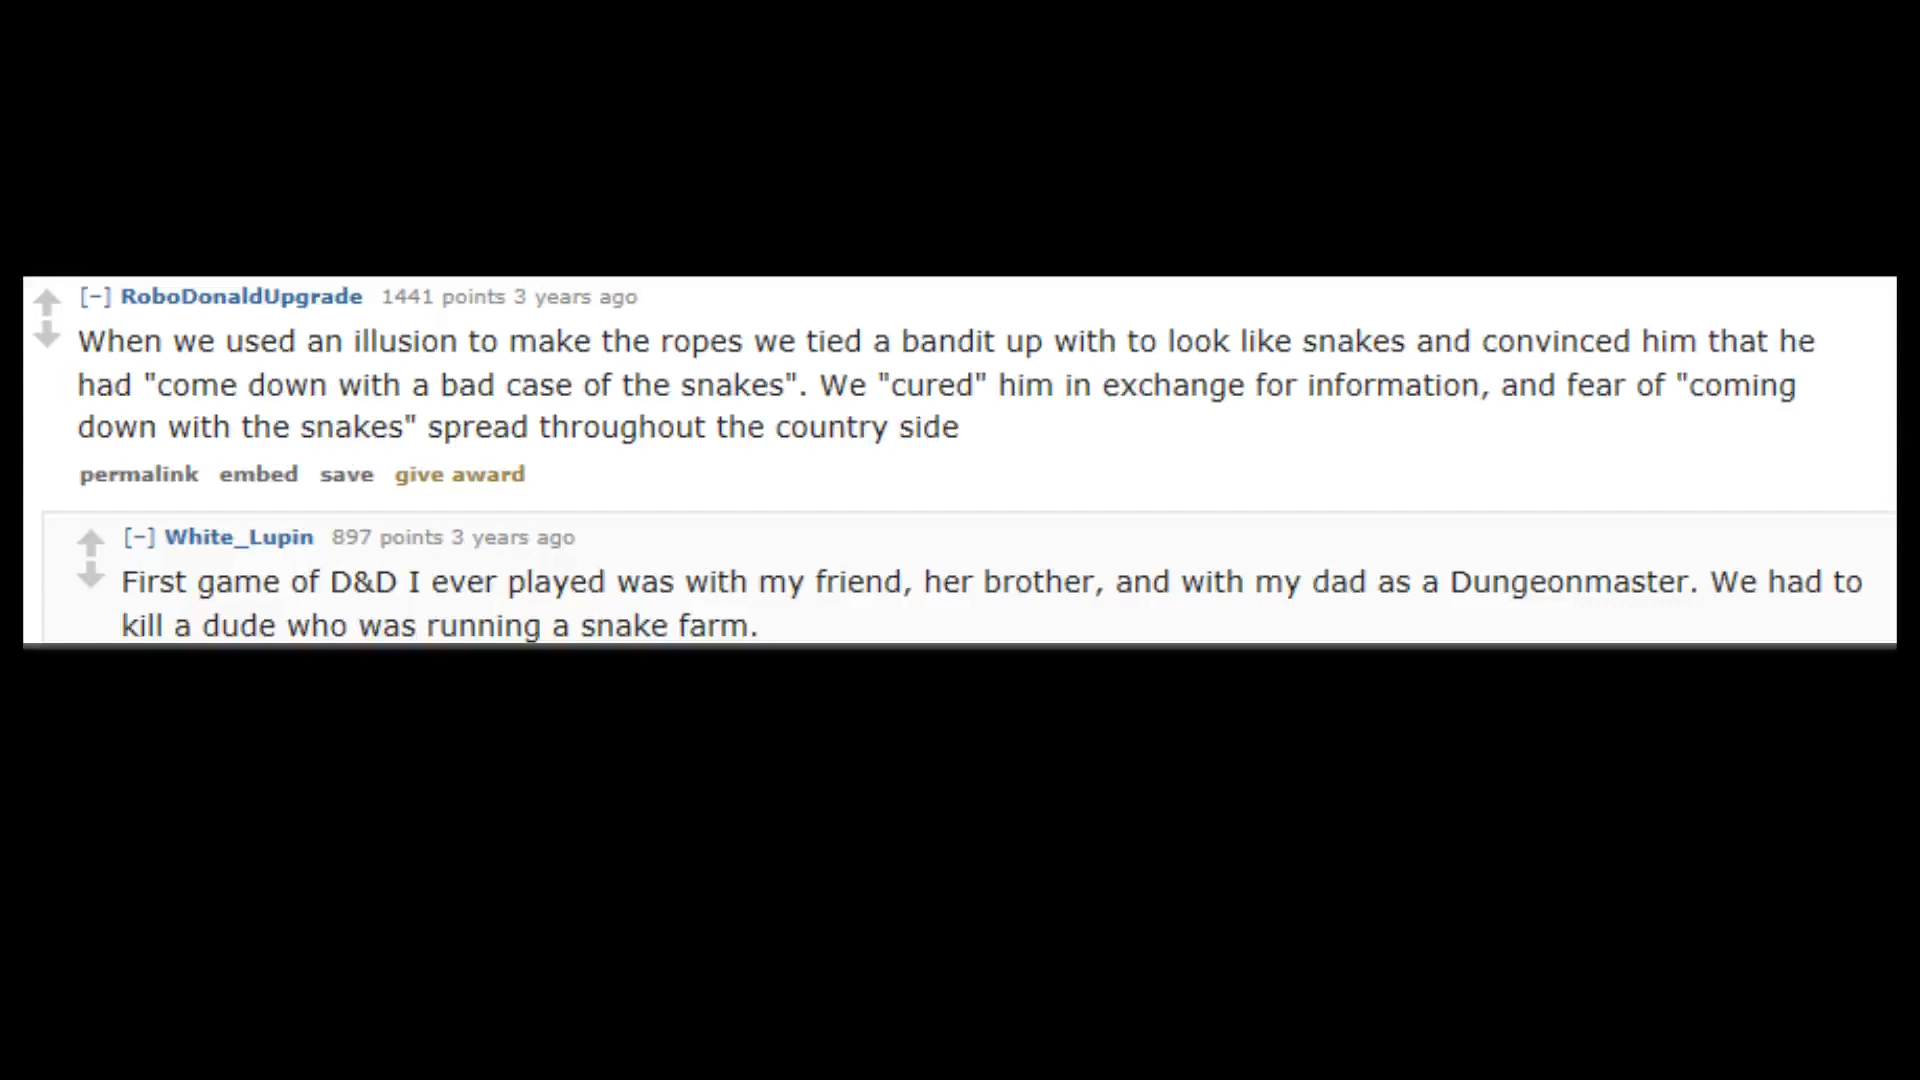 [−] RoboDonaldUpgrade 1441 points 3 years ago
When we used an illusion to make the ropes we tied a bandit up with to look like snakes and convinced him that he
had "come down with a bad case of the snakes". We "cured" him in exchange for information, and fear of "coming
down with the snakes" spread throughout the country side
permalink embed save give award
[−] White_Lupin 897 points 3 years ago
First game of D&D I ever played was with my friend, her brother, and with my dad as a Dungeonmaster. We had to
kill a dude who was running a snake farm.